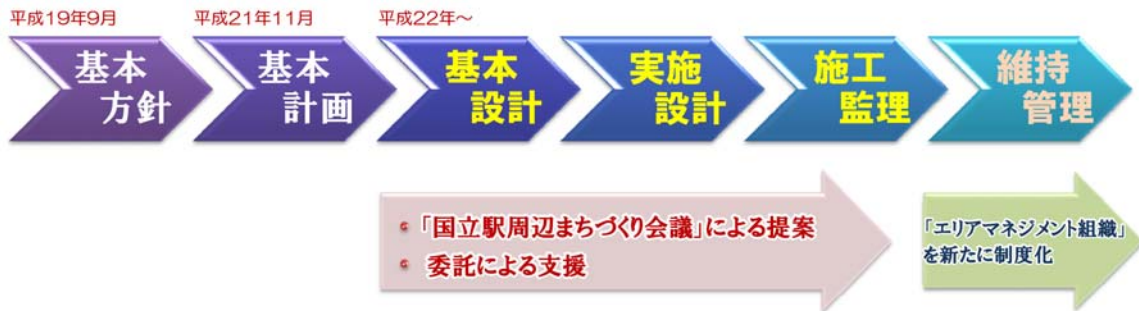 平成19年9月
平成21年11月
平成22年～
基本
方針
基本
計画
基本
設計
実施
設計
施工
監理
維持
管理
・「国立駅周辺まちづくり会議」による提案
・ 委託による支援
「エリアマネジメント組織」
を新たに制度化